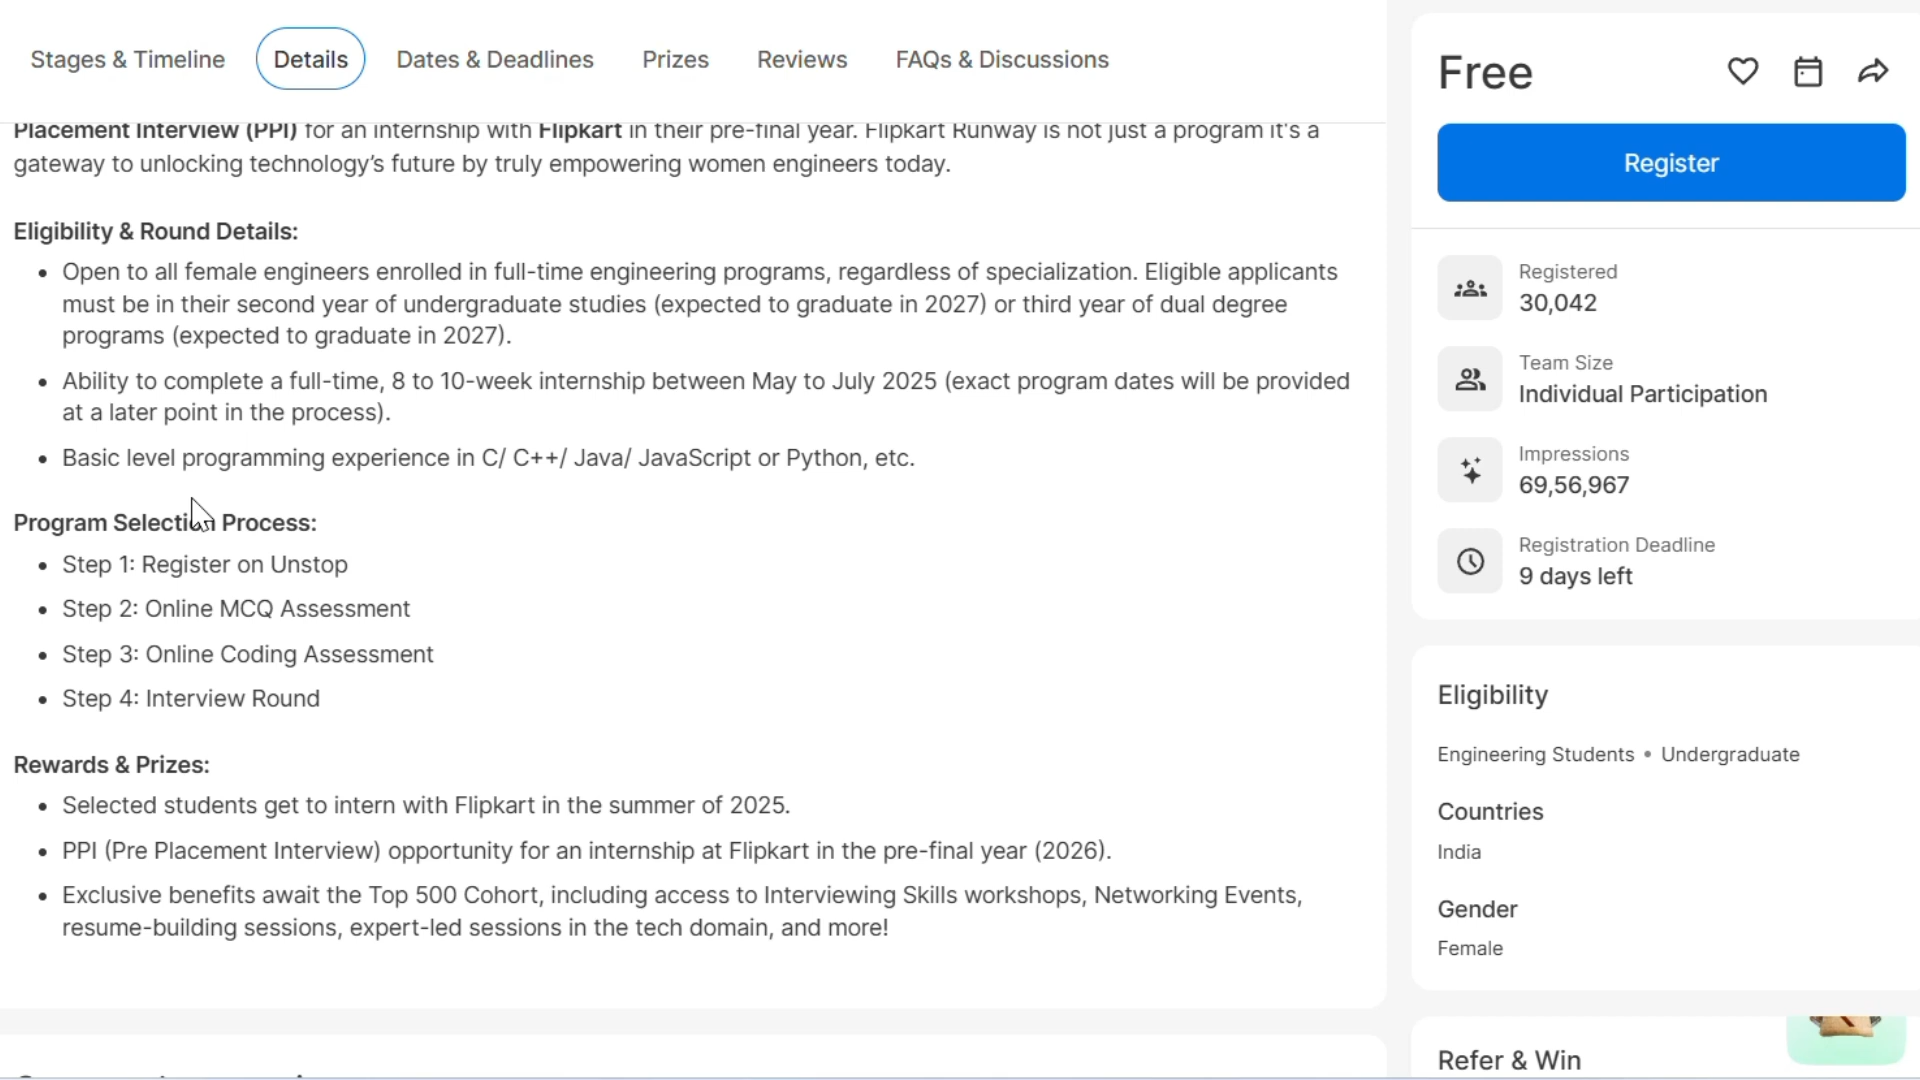 Stages & Timeline
Details
Dates & Deadlines
Prizes
Reviews
FAQs & Discussions
Placement Interview (PPI) for an internship with Flipkart in their pre-final year. Flipkart Runway is not just a program it's a
gateway to unlocking technology’s future by truly empowering women engineers today.
Eligibility & Round Details:
Open to all female engineers enrolled in full-time engineering programs, regardless of specialization. Eligible applicants
must be in their second year of undergraduate studies (expected to graduate in 2027) or third year of dual degree
programs (expected to graduate in 2027).
Ability to complete a full-time, 8 to 10-week internship between May to July 2025 (exact program dates will be provided
at a later point in the process).
Basic level programming experience in C/ C++/ Java/ JavaScript or Python, etc.
Program Selection Process:
Step 1: Register on Unstop
Step 2: Online MCQ Assessment
Step 3: Online Coding Assessment
Step 4: Interview Round
Rewards & Prizes:
Selected students get to intern with Flipkart in the summer of 2025.
PPI (Pre Placement Interview) opportunity for an internship at Flipkart in the pre-final year (2026).
Exclusive benefits await the Top 500 Cohort, including access to Interviewing Skills workshops, Networking Events,
resume-building sessions, expert-led sessions in the tech domain, and more!
Free
Register
Registered
30,042
Team Size
Individual Participation
Impressions
69,56,967
Registration Deadline
9 days left
Eligibility
Engineering Students • Undergraduate
Countries
India
Gender
Female
Refer & Win